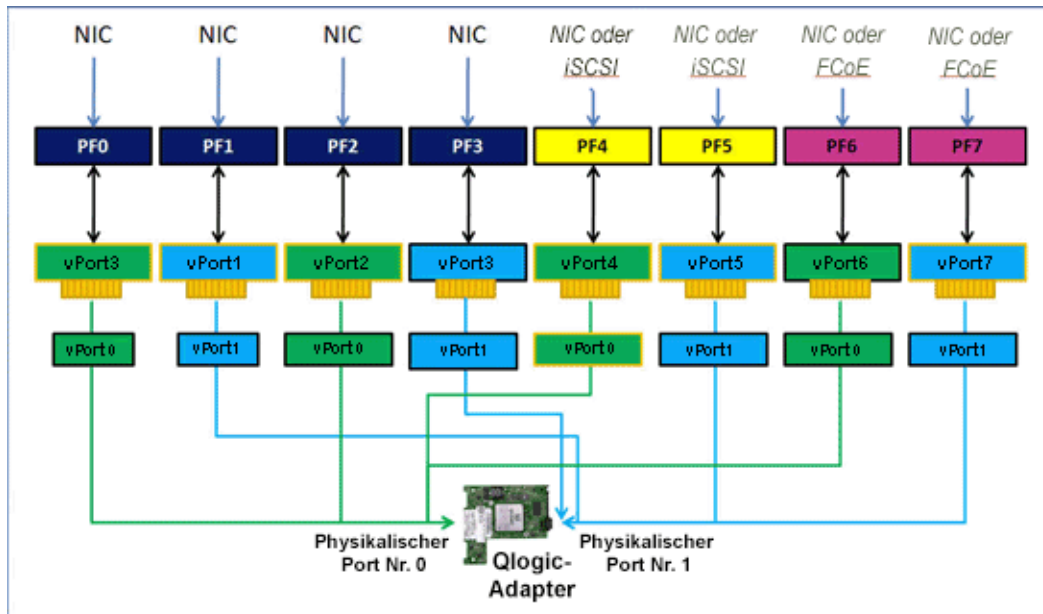 NIC
NIC
NIC
NIC
NIC oder
iSCSI
NIC oder
iSCSI
NIC oder
FCoE
NIC oder
FCoE
PF0
PF1
PF2
PF3
PF4
PF5
PF6
PF7
vPort3
vPort1
vPort2
vPort3
vPort4
vPort5
vPort6
vPort7
vPort0
vPort1
vPort0
vPort1
vPort0
vPort1
vPort0
vPort1
Physikalischer
Port Nr. 0
Qlogic-
Adapter
Physikalischer
Port Nr. 1